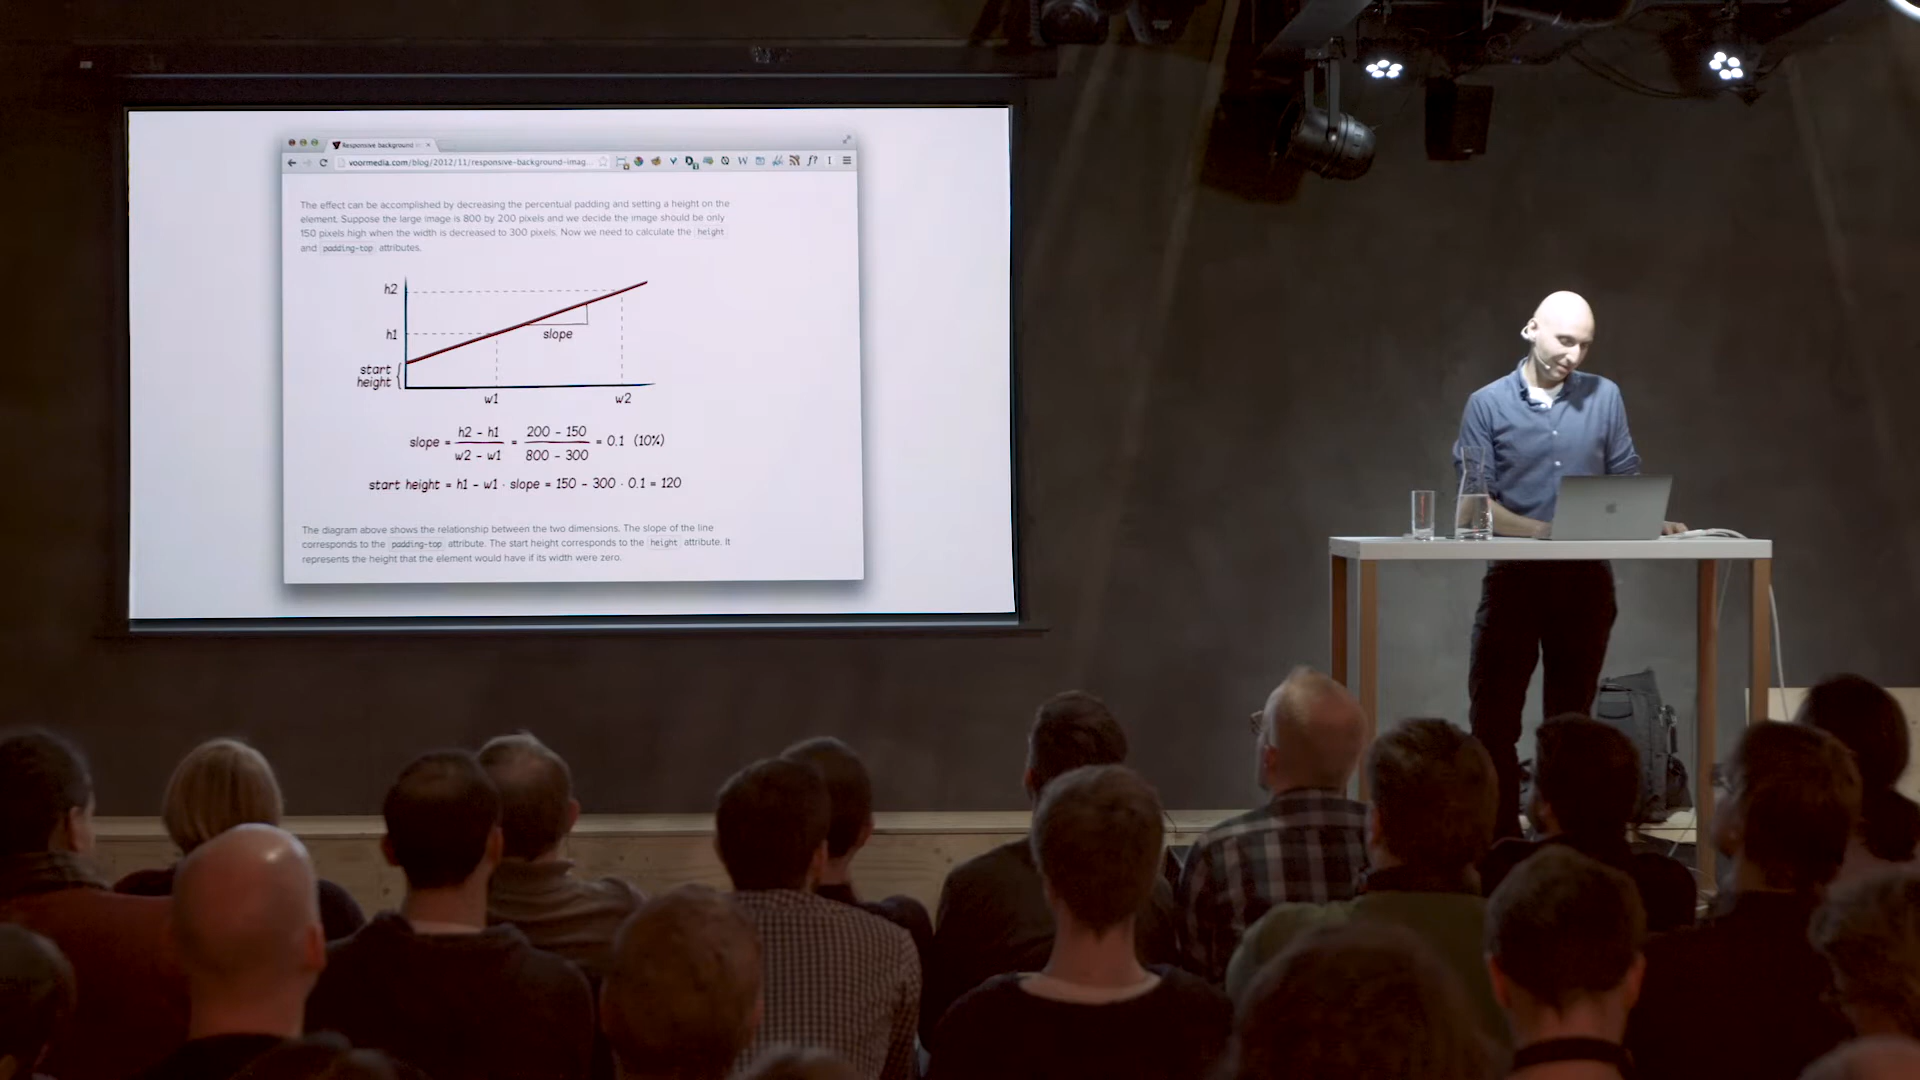 Responsive background
voormedia.com/blog/2012/11/responsive-background-imag...
The effect can be accomplished by decreasing the percentual padding and setting a height on the
element. Suppose the large image is 800 by 200 pixels and we decide the image should be only
150 pixels high when the width is decreased to 300 pixels. Now we need to calculate the height
and padding-top attributes.
h2
h1
slope
start
height
w1
w2
slope = h2 - h1 / w2 - w1 = 200 - 150 / 800 - 300 = 0.1 (10%)
start height = h1 - w1 · slope = 150 - 300 · 0.1 = 120
The diagram above shows the relationship between the two dimensions. The slope of the line
corresponds to the padding-top attribute. The start height corresponds to the height attribute. It
represents the height that the element would have if its width were zero.